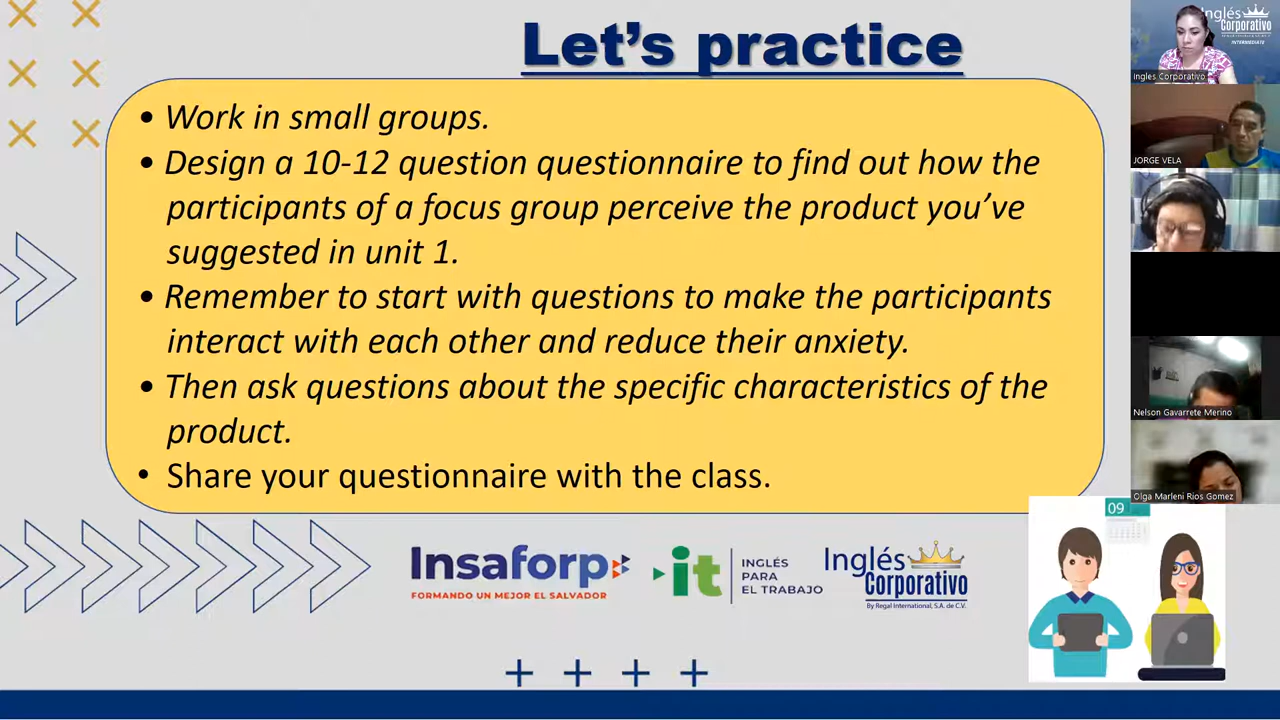 Let's practice
• Work in small groups.
• Design a 10-12 question questionnaire to find out how the
participants of a focus group perceive the product you've
suggested in unit 1.
• Remember to start with questions to make the participants
interact with each other and reduce their anxiety.
• Then ask questions about the specific characteristics of the
product.
• Share your questionnaire with the class.
Insaforp
FORMANDO UN MEJOR EL SALVADOR
it
INGLÉS
PARA
EL TRABAJO
Inglés
Corporativo
By Regal International, S.A. de C.V.
09
Inglés
Corporativo
INTERMEDIATE
Ingles Corporativo
JORGE VELA
Nelson Gavarrete Merino
Olga Marleni Rios Gomez